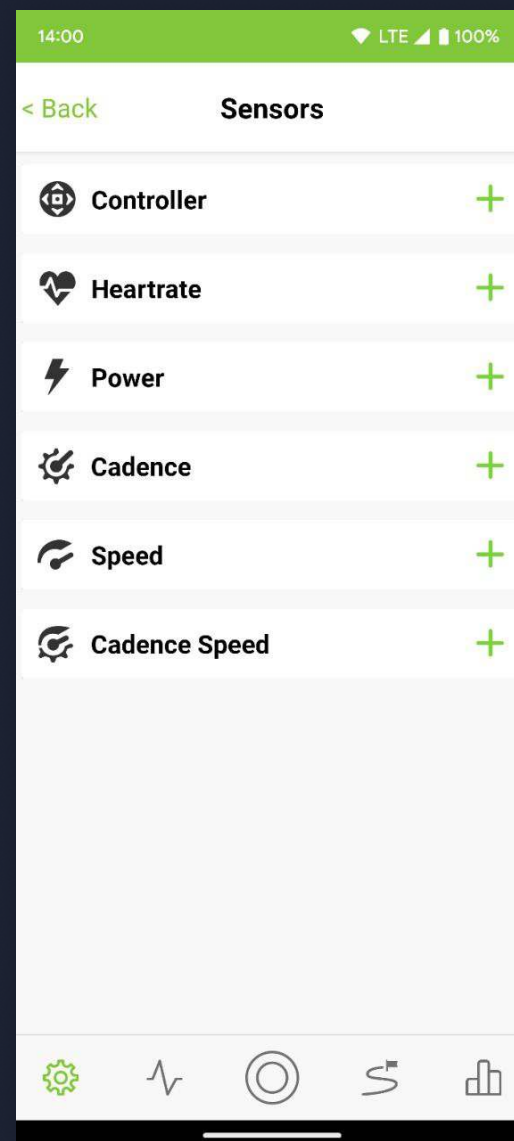 14:00 LTE 100%
< Back Sensors
Controller +
Heartrate +
Power +
Cadence +
Speed +
Cadence Speed +